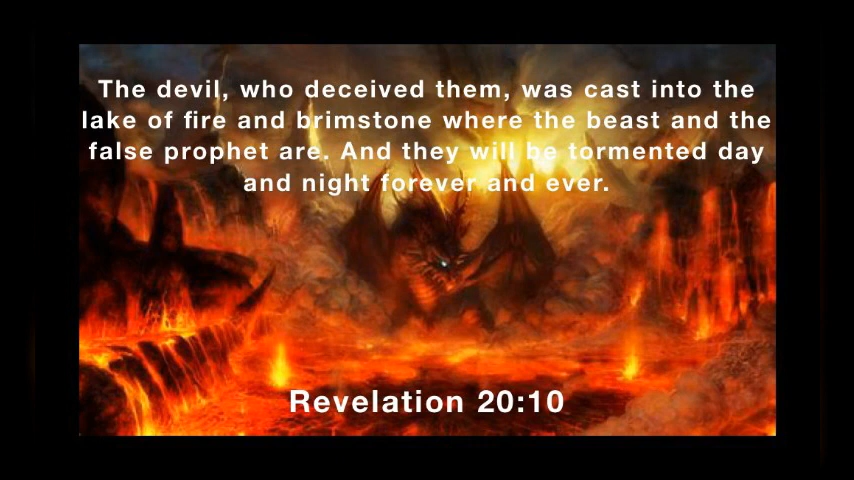 The devil, who deceived them, was cast into the
lake of fire and brimstone where the beast and the
false prophet are. And they will be tormented day
and night forever and ever.
Revelation 20:10